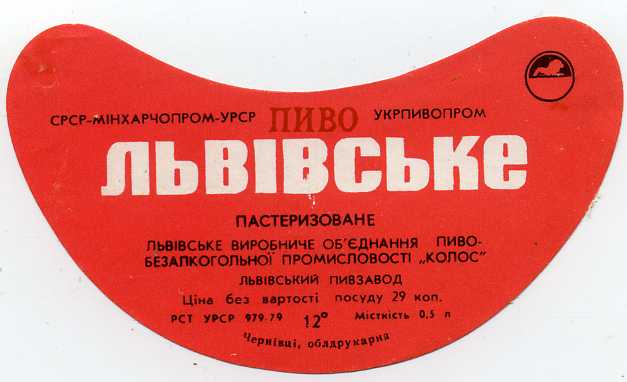 СРСР-МІНХАРЧОПРОМ-УРСР ПИВО УКРПИВОПРОМ
ЛЬВІВСЬКЕ
ПАСТЕРИЗОВАНЕ
ЛЬВІВСЬКЕ ВИРОБНИЧЕ ОБ'ЄДНАННЯ ПИВО-
БЕЗАЛКОГОЛЬНОЇ ПРОМИСЛОВОСТІ „КОЛОС"
ЛЬВІВСЬКИЙ ПИВЗАВОД
Ціна без вартості посуду 29 коп.
РСТ УРСР 979-79 12° Місткість 0,5 л
Чернівці, облдрукарня